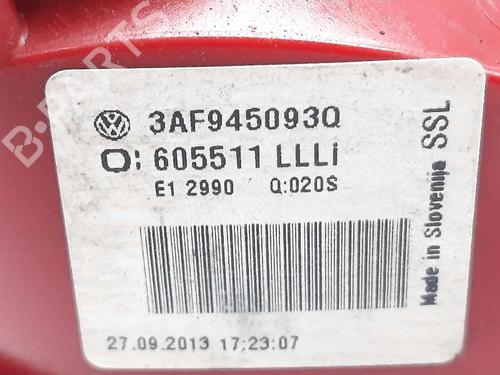 3AF945093Q
O: 605511 LLLi
E1 2990 Q:020S
27.09.2013 17:23:07
Made in Slovenija SSL
B-PARTS